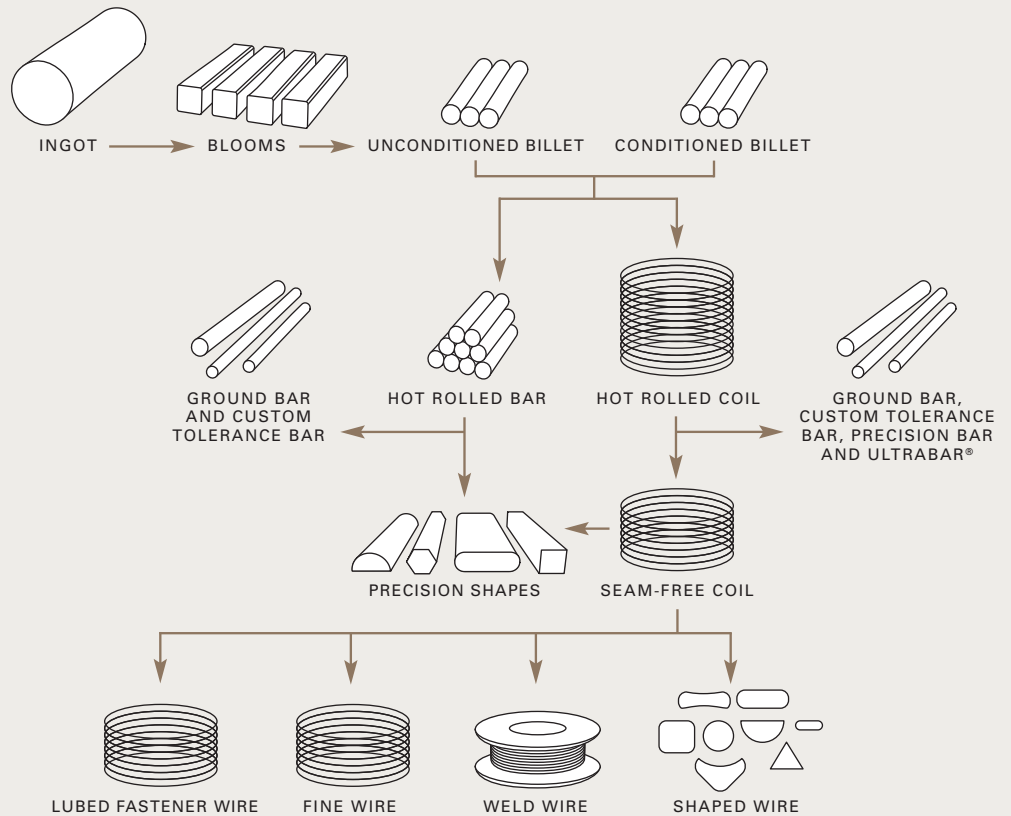 INGOT
BLOOMS
UNCONDITIONED BILLET
CONDITIONED BILLET
GROUND BAR
AND CUSTOM
TOLERANCE BAR
HOT ROLLED BAR
HOT ROLLED COIL
GROUND BAR,
CUSTOM TOLERANCE
BAR, PRECISION BAR
AND ULTRABAR®
PRECISION SHAPES
SEAM-FREE COIL
LUBED FASTENER WIRE
FINE WIRE
WELD WIRE
SHAPED WIRE